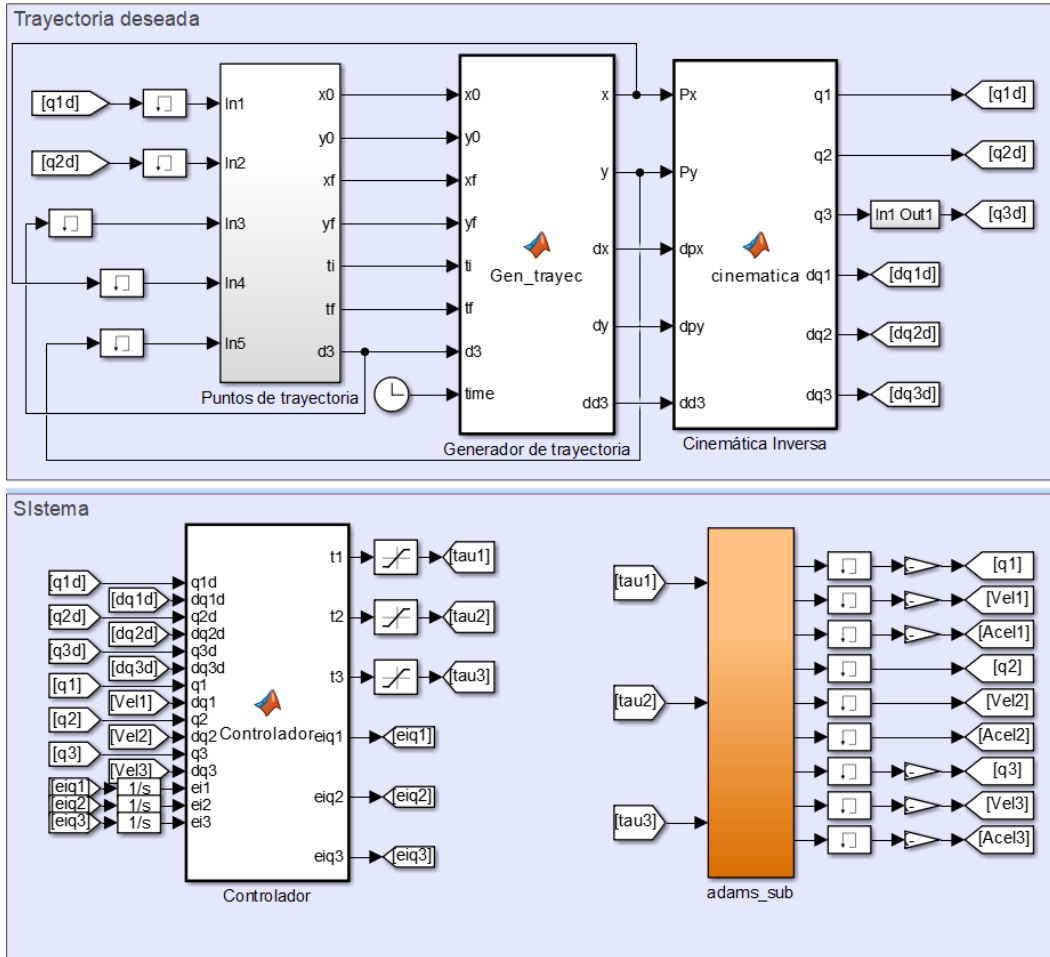 Trayectoria deseada
[q1d]
[q2d]
In1
In2
In3
In4
In5
x0
y0
xf
yf
ti
tf
d3
Puntos de trayectoria
x0
y0
xf
yf
ti
tf
d3
time
Gen_trayec
x
y
dx
dy
dd3
Generador de trayectoria
Px
Py
dpx
dpy
dd3
cinematica
q1
q2
q3
dq1
dq2
dq3
Cinemática Inversa
In1 Out1
[q1d]
[q2d]
[q3d]
[dq1d]
[dq2d]
[dq3d]
SIstema
[q1d]
[dq1d]
[q2d]
[dq2d]
[q3d]
[dq3d]
[q1]
[Vel1]
[q2]
[Vel2]
[q3]
[Vel3]
[eiq1]
1/s
[eiq2]
1/s
[eiq3]
1/s
q1d
dq1d
q2d
dq2d
q3d
dq3d
q1
dq1
q2
dq2
q3
dq3
ei1
ei2
ei3
Controlador
t1
t2
t3
eiq1
eiq2
eiq3
Controlador
[tau1]
[tau2]
[tau3]
[eiq1]
[eiq2]
[eiq3]
[tau1]
[tau2]
[tau3]
adams_sub
-
[q1]
-
[Vel1]
-
[Acel1]
[q2]
[Vel2]
[Acel2]
-
[q3]
-
[Vel3]
-
[Acel3]